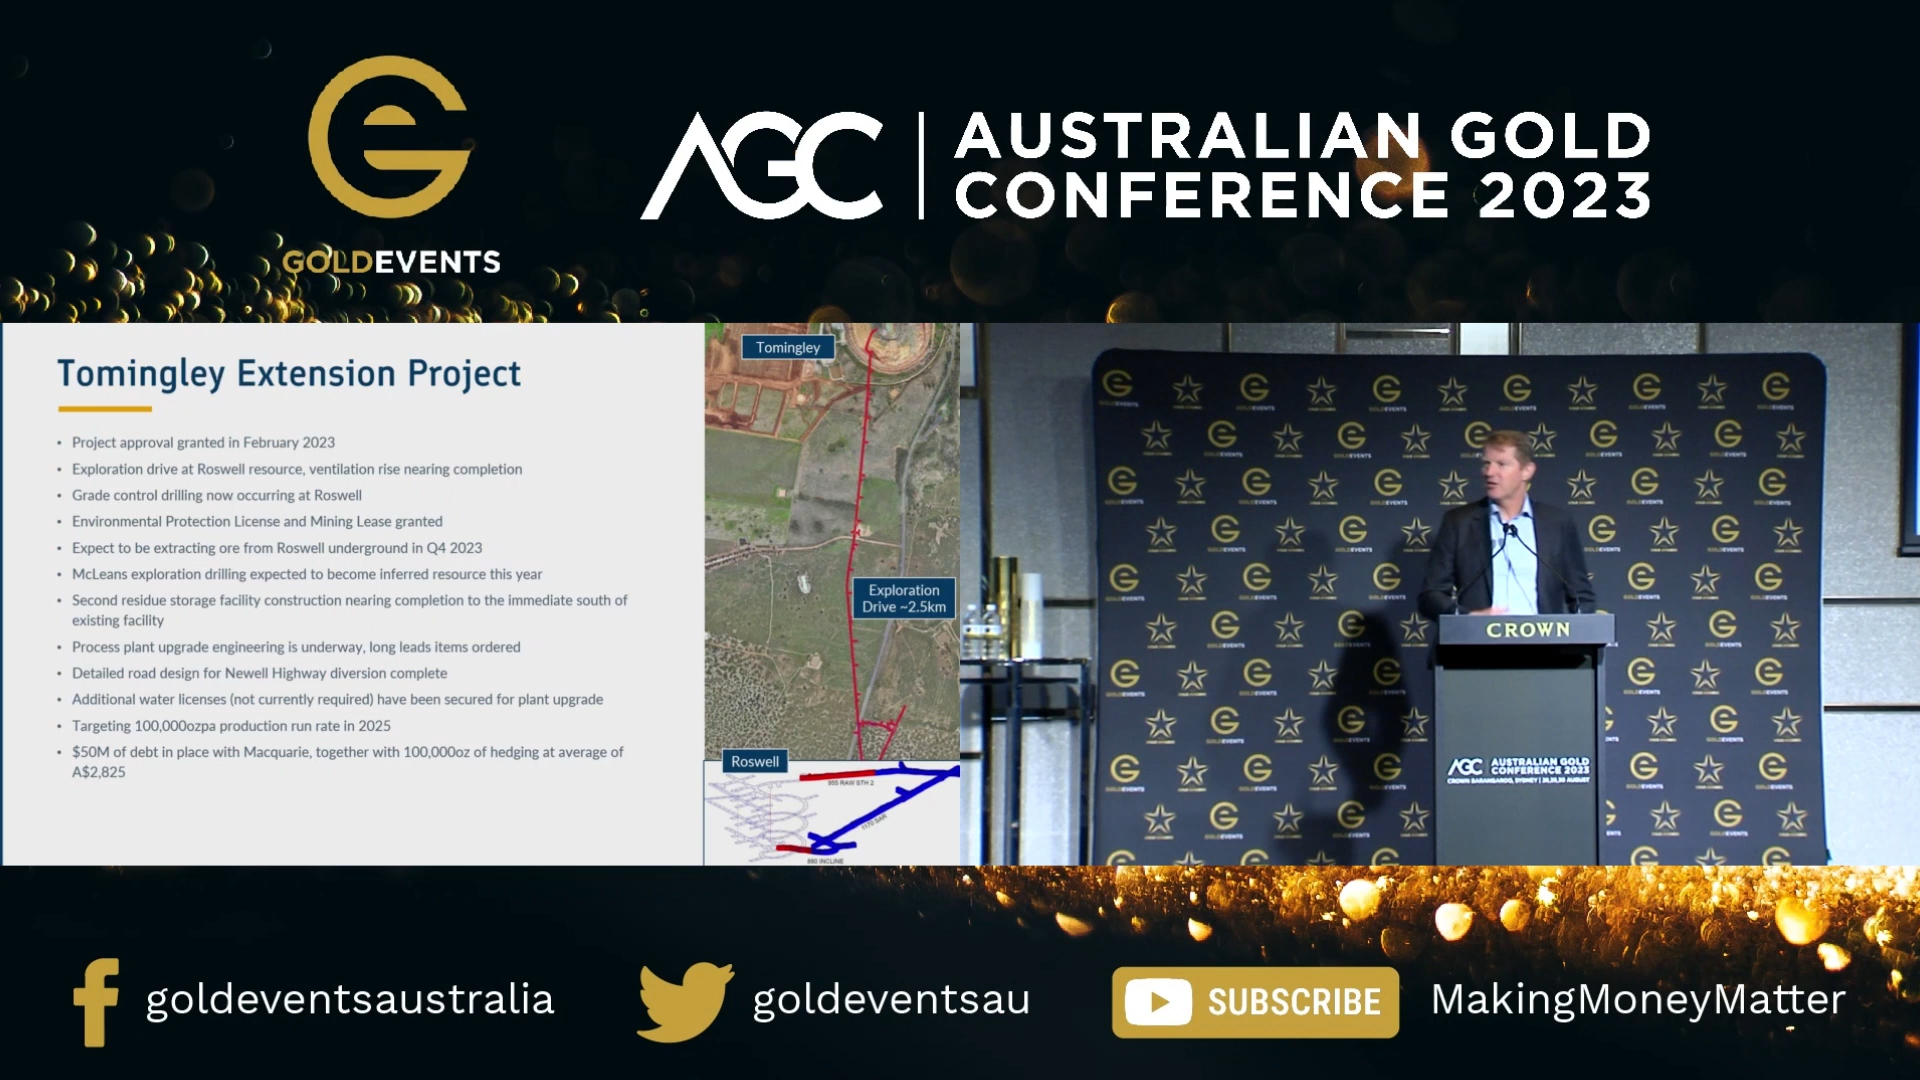 GOLDEVENTS
AGC
AUSTRALIAN GOLD
CONFERENCE 2023
Tomingley Extension Project
• Project approval granted in February 2023
• Exploration drive at Roswell resource, ventilation rise nearing completion
• Grade control drilling now occurring at Roswell
• Environmental Protection License and Mining Lease granted
• Expect to be extracting ore from Roswell underground in Q4 2023
• McLeans exploration drilling expected to become inferred resource this year
• Second residue storage facility construction nearing completion to the immediate south of
existing facility
• Process plant upgrade engineering is underway, long leads items ordered
• Detailed road design for Newell Highway diversion complete
• Additional water licenses (not currently required) have been secured for plant upgrade
• Targeting 100,000ozpa production run rate in 2025
• $50M of debt in place with Macquarie, together with 100,000oz of hedging at average of
A$2,825
Tomingley
Exploration
Drive ~2.5km
Roswell
CROWN
AGC
AUSTRALIAN GOLD
CONFERENCE 2023
goldeventsaustralia
goldeventsau
SUBSCRIBE
MakingMoneyMatter